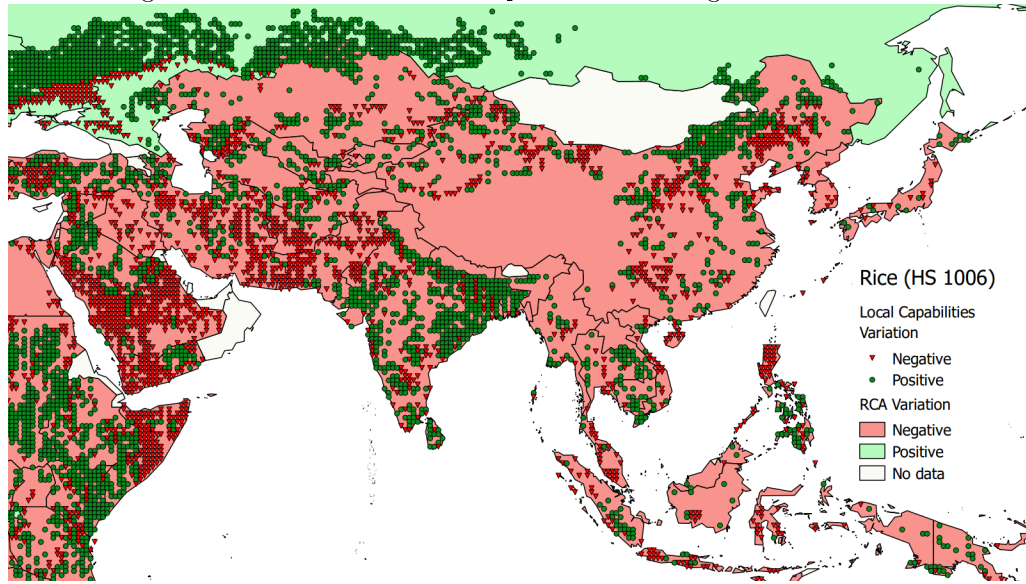 Rice (HS 1006)
Local Capabilities
Variation
Negative
Positive
RCA Variation
Negative
Positive
No data